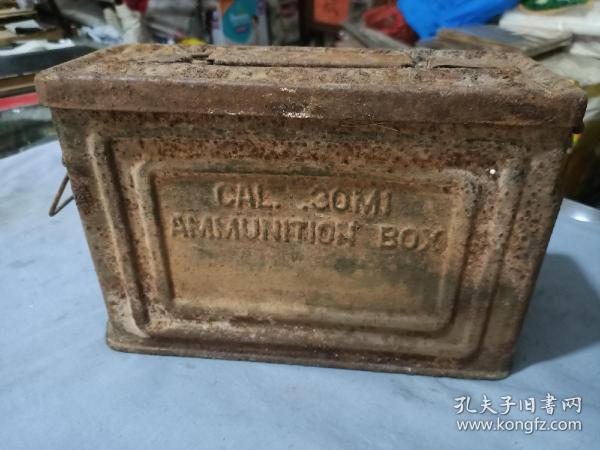 CAL. .30M1
AMMUNITION BOX
孔夫子旧书网
www.kongfz.com